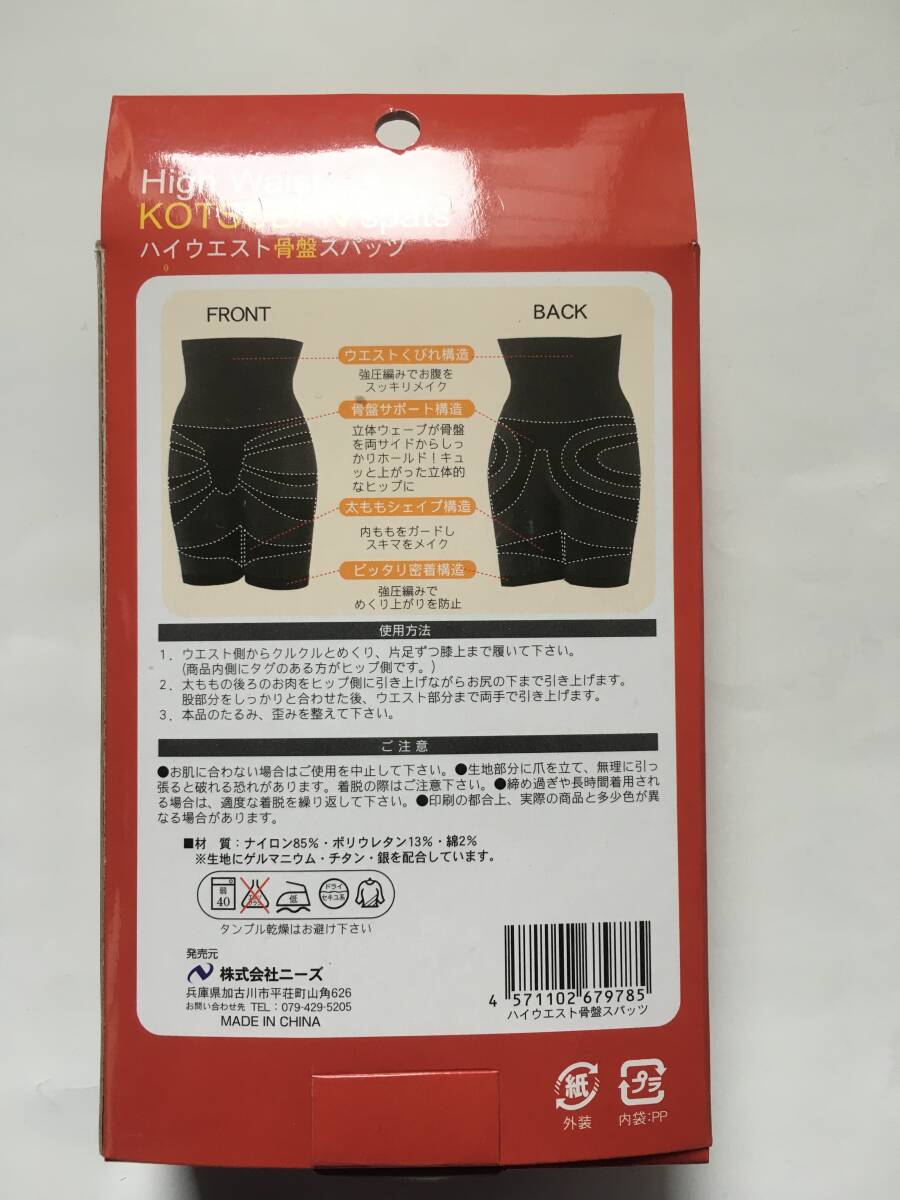 High Waist
spats
ハイウエスト骨盤スパッツ
FRONT
BACK
ウエストくびれ構造
強圧編みでお腹を
スッキリメイク
骨盤サポート構造
立体ウェーブが骨盤
を両サイドからしっ
かりホールド！キュ
ッと上がった立体的
なヒップに
太ももシェイプ構造
内ももをガードし
スキマをメイク
ピッタリ密着構造
強圧編みで
めくり上がりを防止
使用方法
1．ウエスト側からクルクルとめくり、片足ずつ膝上まで履いて下さい。
(商品内側にタグのある方がヒップ側です。)
2．太ももの後ろのお肉をヒップ側に引き上げながらお尻の下まで引き上げます。
股部分をしっかりと合わせた後、ウエスト部分まで両手で引き上げます。
3．本品のたるみ、歪みを整えて下さい。
ご注意
●お肌に合わない場合はご使用を中止して下さい。●生地部分に爪を立て、無理に引っ
張ると破れる恐れがあります。着脱の際はご注意下さい。●締め過ぎや長時間着用され
る場合は、適度な着脱を繰り返して下さい。●印刷の都合上、実際の商品と多少色が異
なる場合があります。
■材 質：ナイロン85%・ポリウレタン13%・綿2%
※生地にゲルマニウム・チタン・銀を配合しています。
弱
40
低
ドライ
セキユ系
タンブル乾燥はお避け下さい
発売元
株式会社ニーズ
兵庫県加古川市平荘町山角626
お問い合わせ先 TEL：079-429-5205
MADE IN CHINA
4 571102 679785
ハイウエスト骨盤スパッツ
紙
外装
プラ
内袋:PP